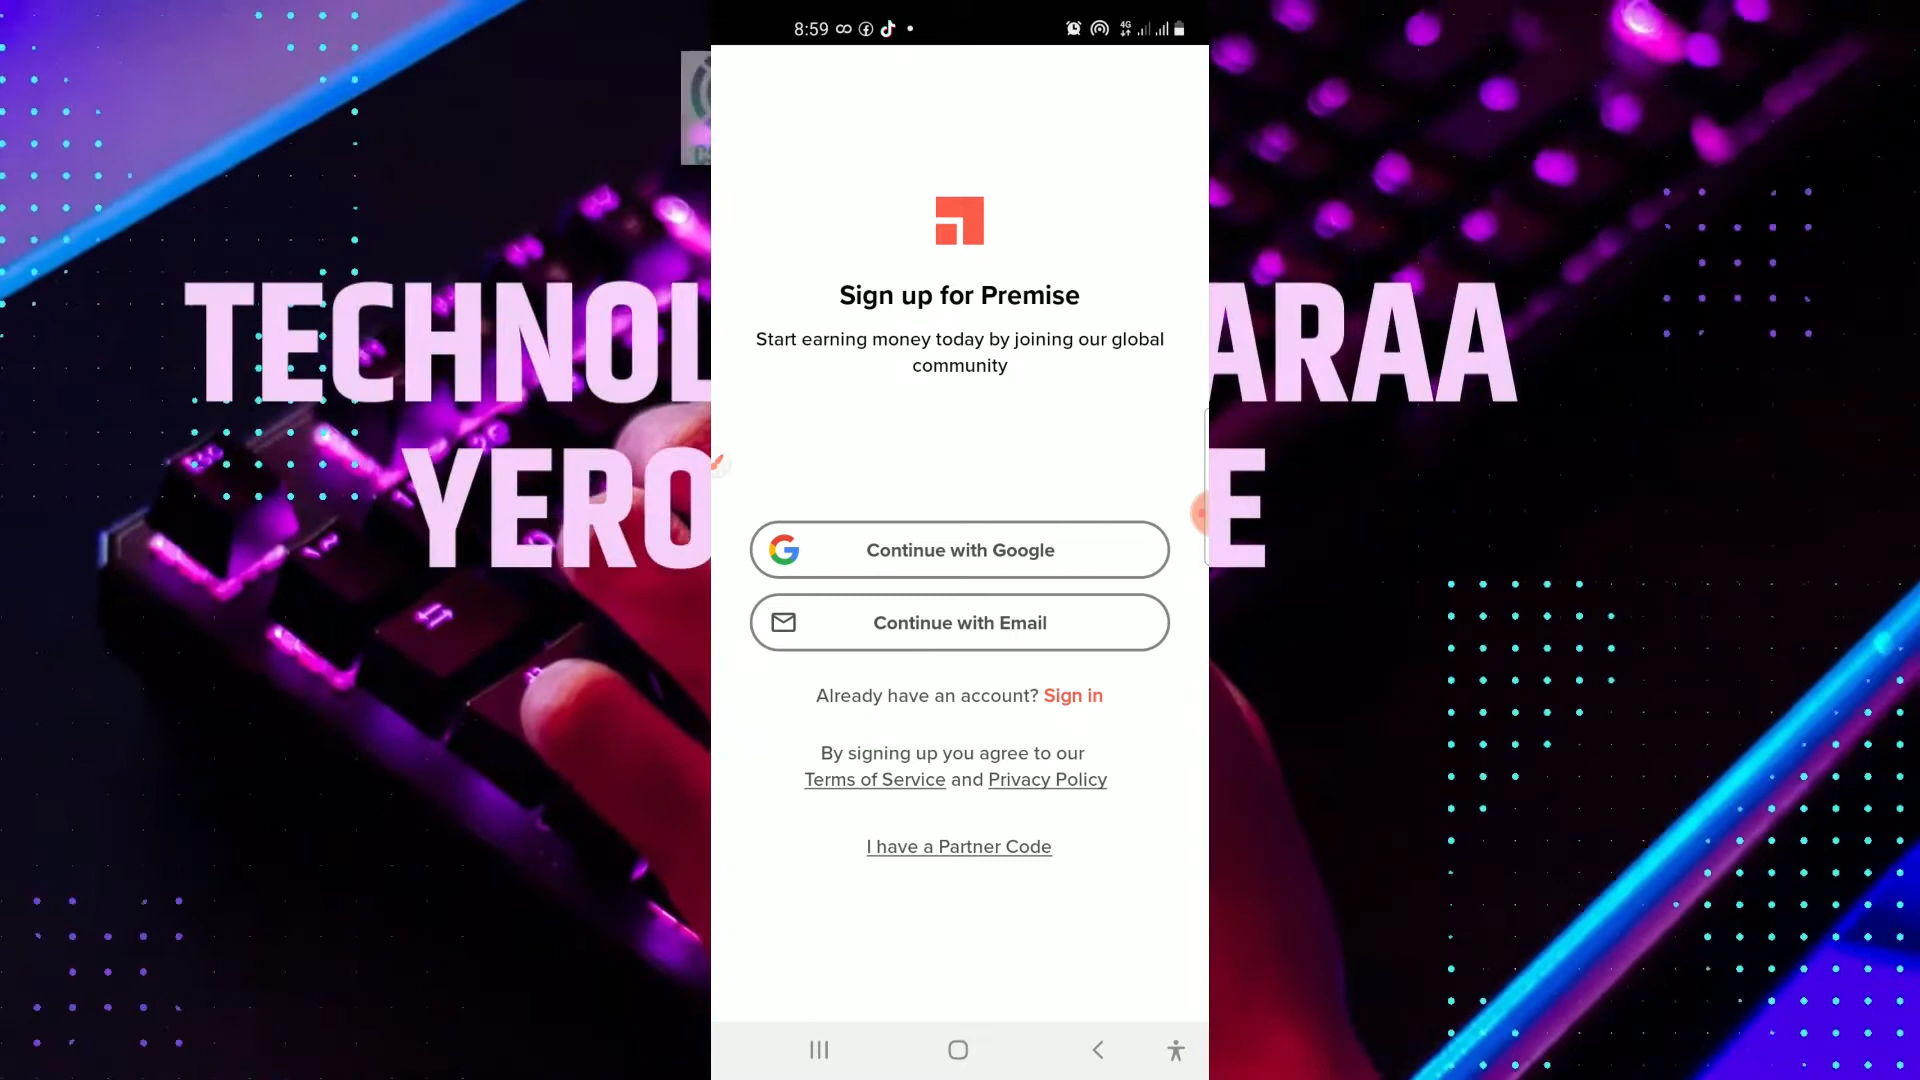 8:59
4G
TECHNOL
ARAA
YERO
E
Sign up for Premise
Start earning money today by joining our global
community
Continue with Google
Continue with Email
Already have an account? Sign in
By signing up you agree to our
Terms of Service and Privacy Policy
I have a Partner Code